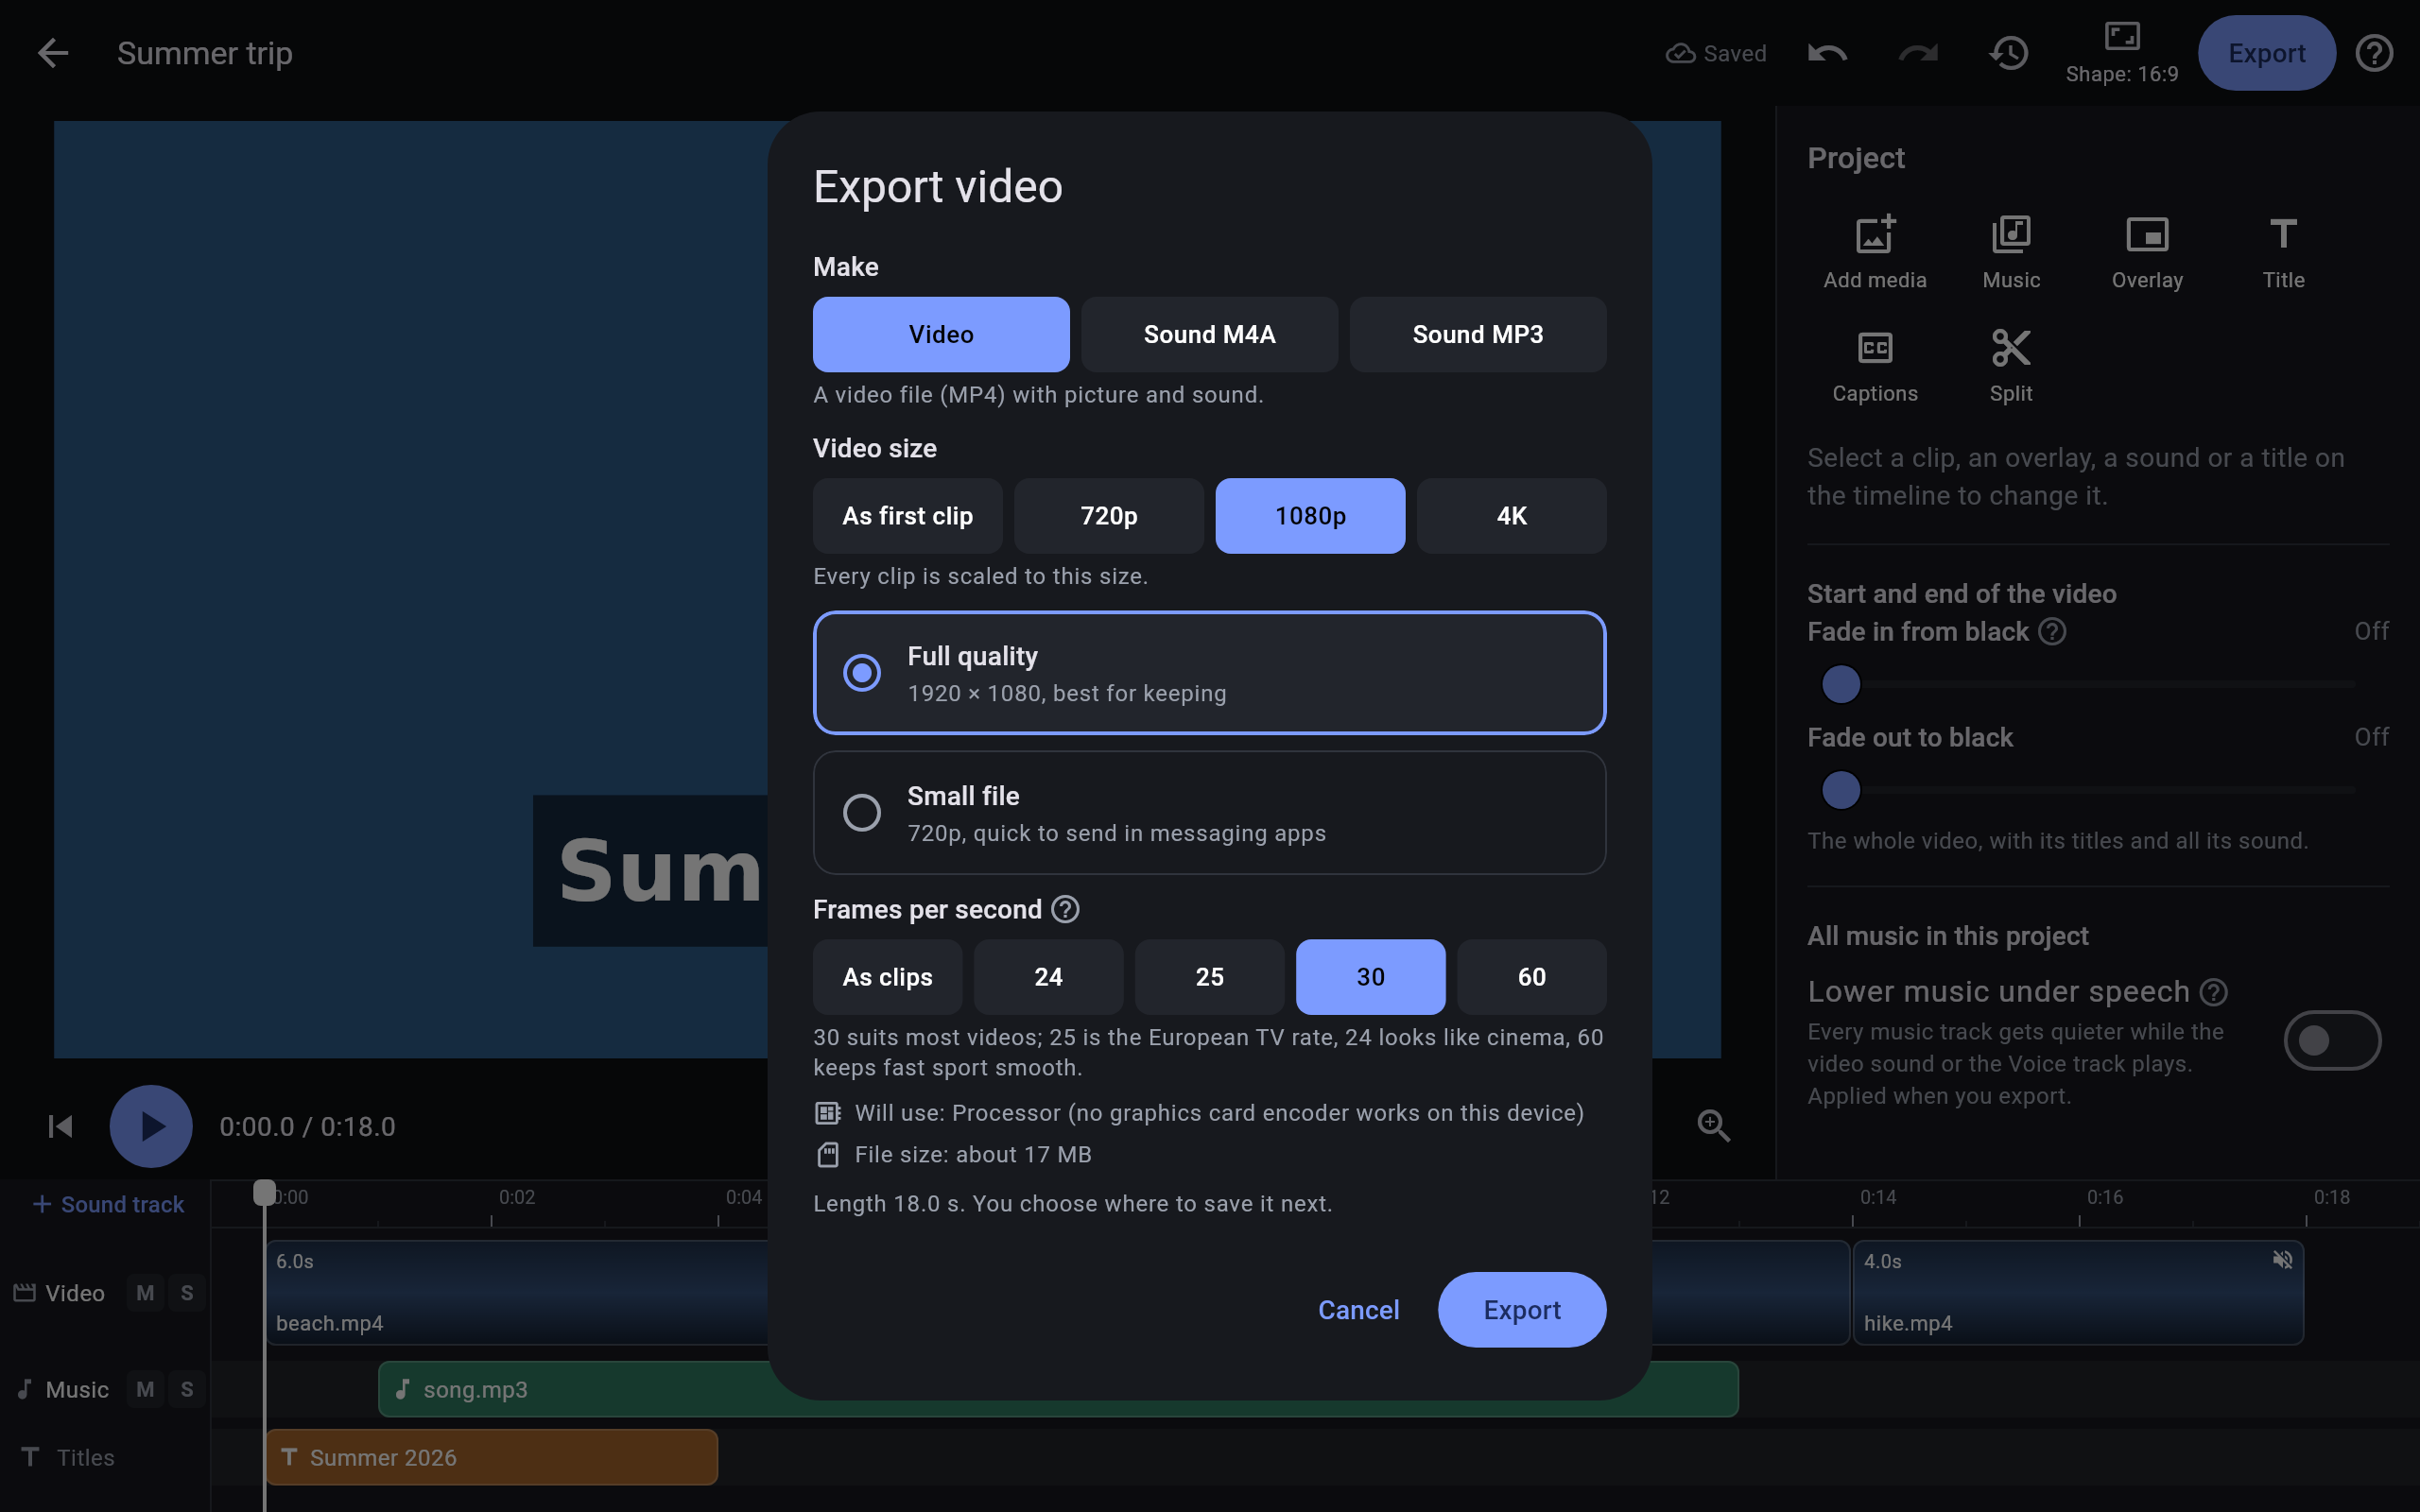 Summer trip
Saved
Shape: 16:9
Export
Export video
Make
Video
Sound M4A
Sound MP3
A video file (MP4) with picture and sound.
Video size
As first clip
720p
1080p
4K
Every clip is scaled to this size.
Full quality
1920 × 1080, best for keeping
Small file
720p, quick to send in messaging apps
Frames per second
As clips
24
25
30
60
30 suits most videos; 25 is the European TV rate, 24 looks like cinema, 60
keeps fast sport smooth.
Will use: Processor (no graphics card encoder works on this device)
File size: about 17 MB
Length 18.0 s. You choose where to save it next.
Cancel
Export
Sum
Project
Add media
Music
Overlay
Title
Captions
Split
Select a clip, an overlay, a sound or a title on
the timeline to change it.
Start and end of the video
Fade in from black
Off
Fade out to black
Off
The whole video, with its titles and all its sound.
All music in this project
Lower music under speech
Every music track gets quieter while the
video sound or the Voice track plays.
Applied when you export.
0:00.0 / 0:18.0
Sound track
0:00
0:02
0:04
12
0:14
0:16
0:18
Video
M
S
6.0s
beach.mp4
4.0s
hike.mp4
Music
M
S
song.mp3
Titles
Summer 2026